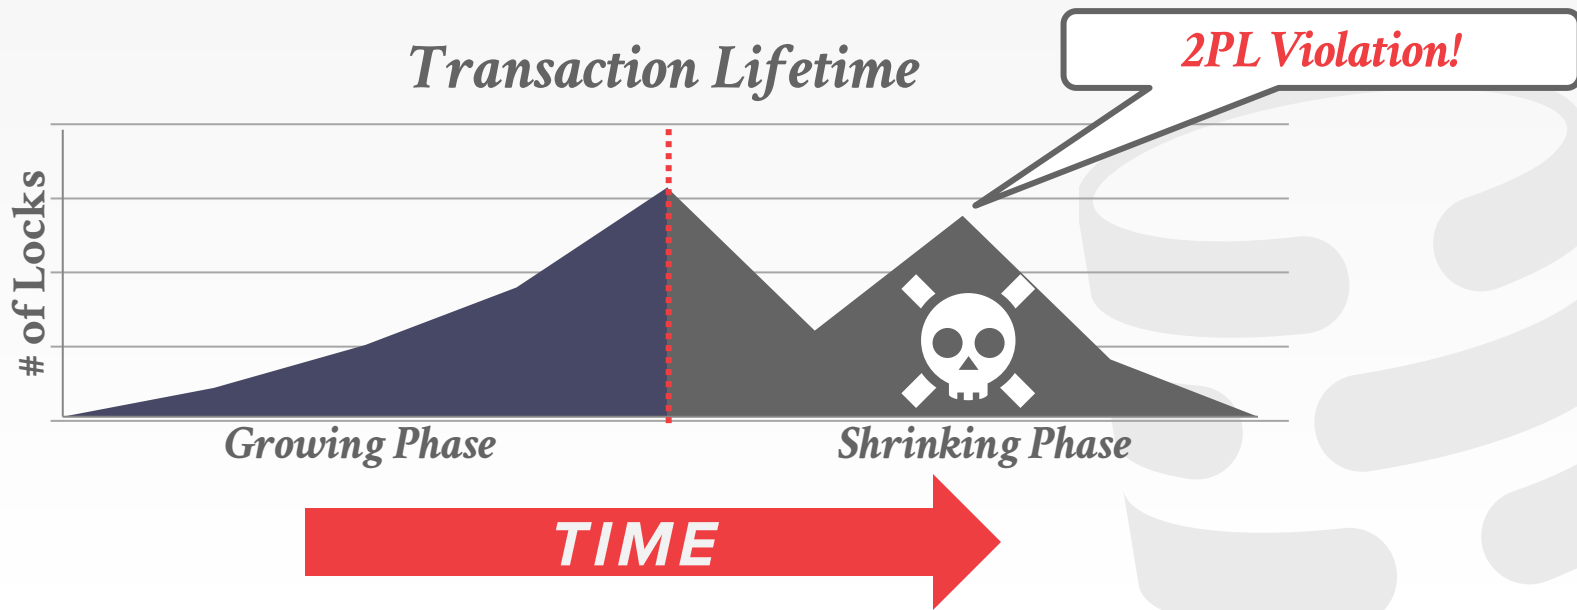 Transaction Lifetime
2PL Violation!
# of Locks
Growing Phase
Shrinking Phase
TIME